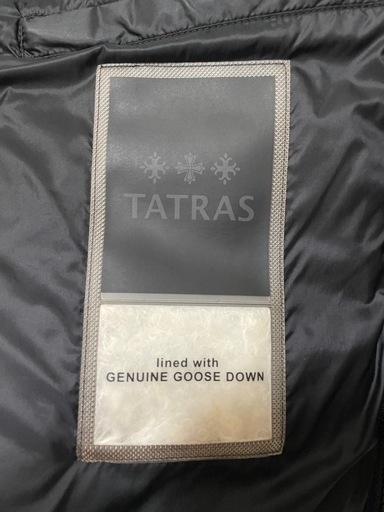 TATRAS
lined with
GENUINE GOOSE DOWN